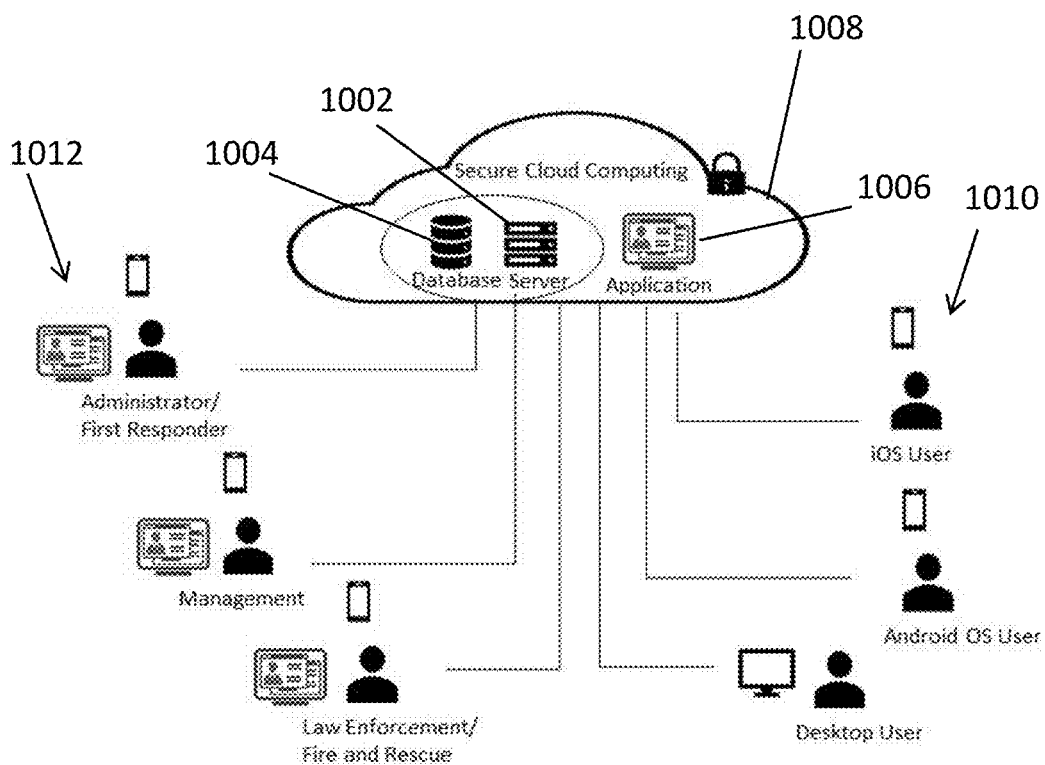 1008
1002
1012
1004
Secure Cloud Computing
1006
1010
Database Server
Application
Administrator/
First Responder
iOS User
Management
Android OS User
Law Enforcement/
Fire and Rescue
Desktop User